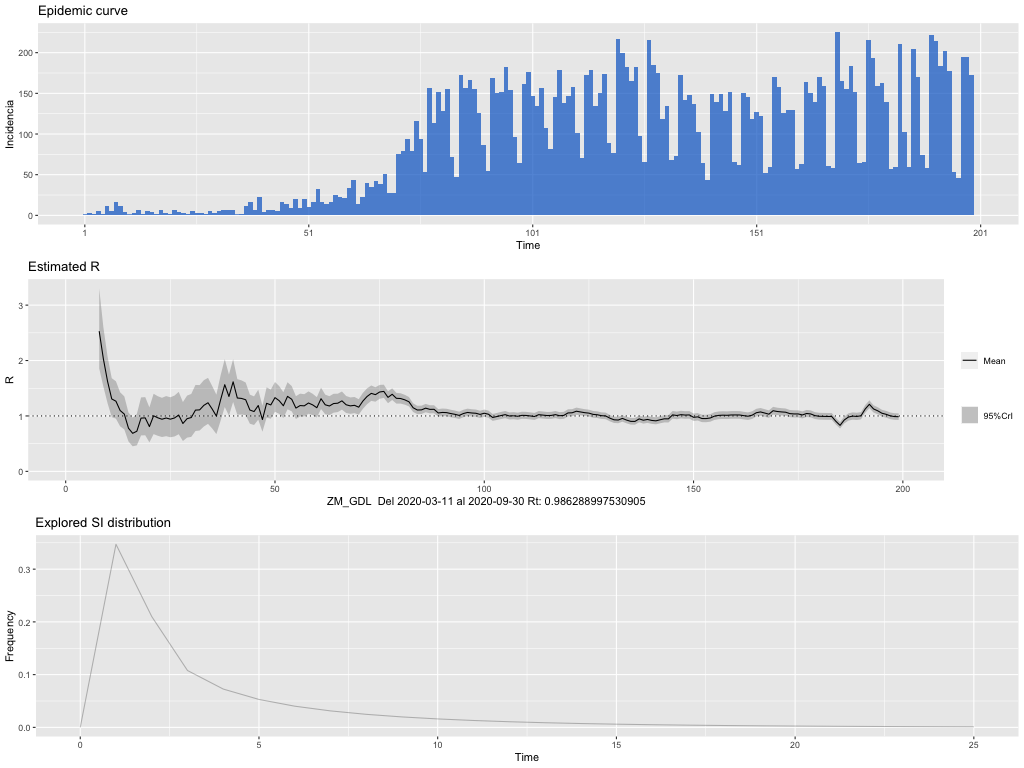 Epidemic curve
200
150
100
50
0
Incidencia
1 51 101 151 201
Time
Estimated R
3
2
1
0
R
Mean
95%CrI
0 50 100 150 200
ZM_GDL Del 2020-03-11 al 2020-09-30 Rt: 0.986288997530905
Explored SI distribution
0.3
0.2
0.1
0.0
Frequency
0 5 10 15 20 25
Time